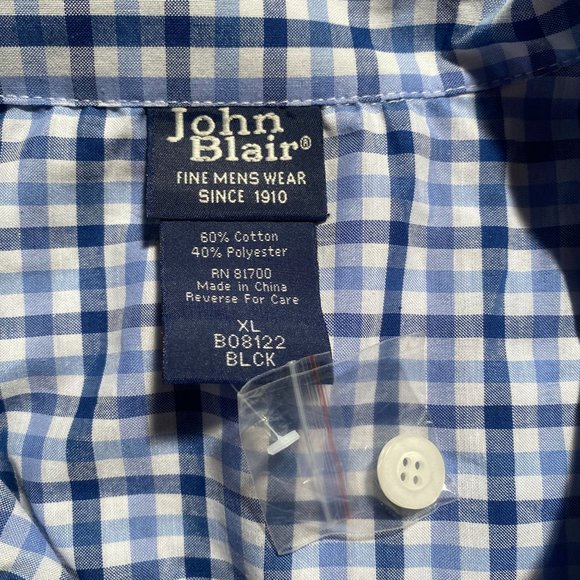 John
Blair®
FINE MENS WEAR
SINCE 1910
60% Cotton
40% Polyester
RN 81700
Made in China
Reverse For Care
XL
B08122
BLCK